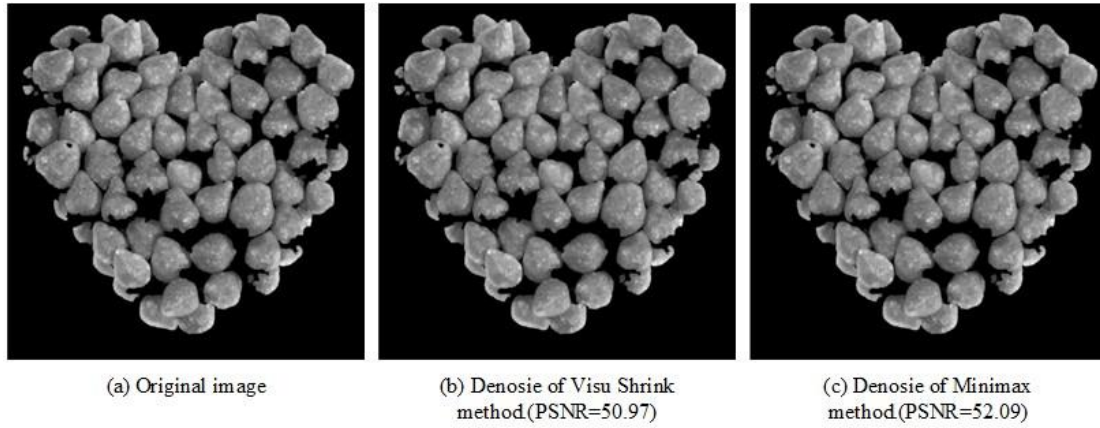 (a) Original image
(b) Denosie of Visu Shrink
method.(PSNR=50.97)
(c) Denosie of Minimax
method.(PSNR=52.09)